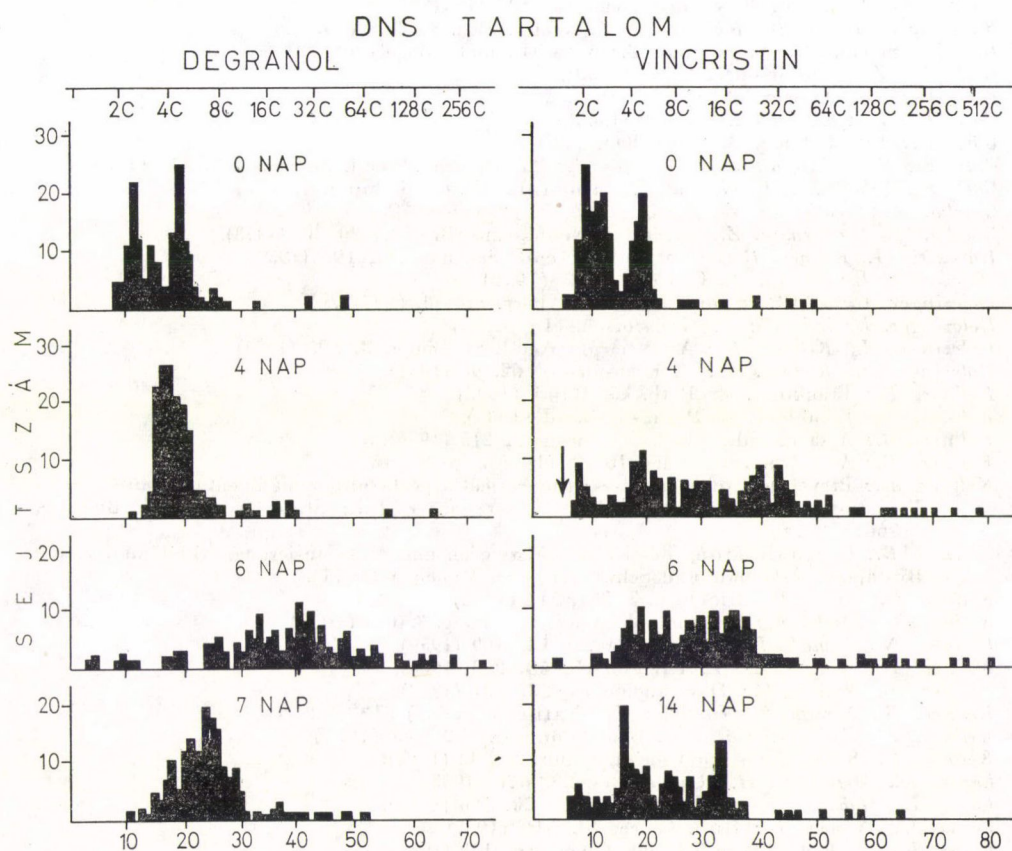 DNS TARTALOM
DEGRANOL VINCRISTIN
2C 4C 8C 16C 32C 64C 128C 256C 2C 4C 8C 16C 32C 64C 128C 256C 512C
30 0 NAP 0 NAP
20
10
30 4 NAP 4 NAP
20
10
20 6 NAP 6 NAP
10
20 7 NAP 14 NAP
10
10 20 30 40 50 60 70 10 20 30 40 50 60 70 80
SEJTSZÁM